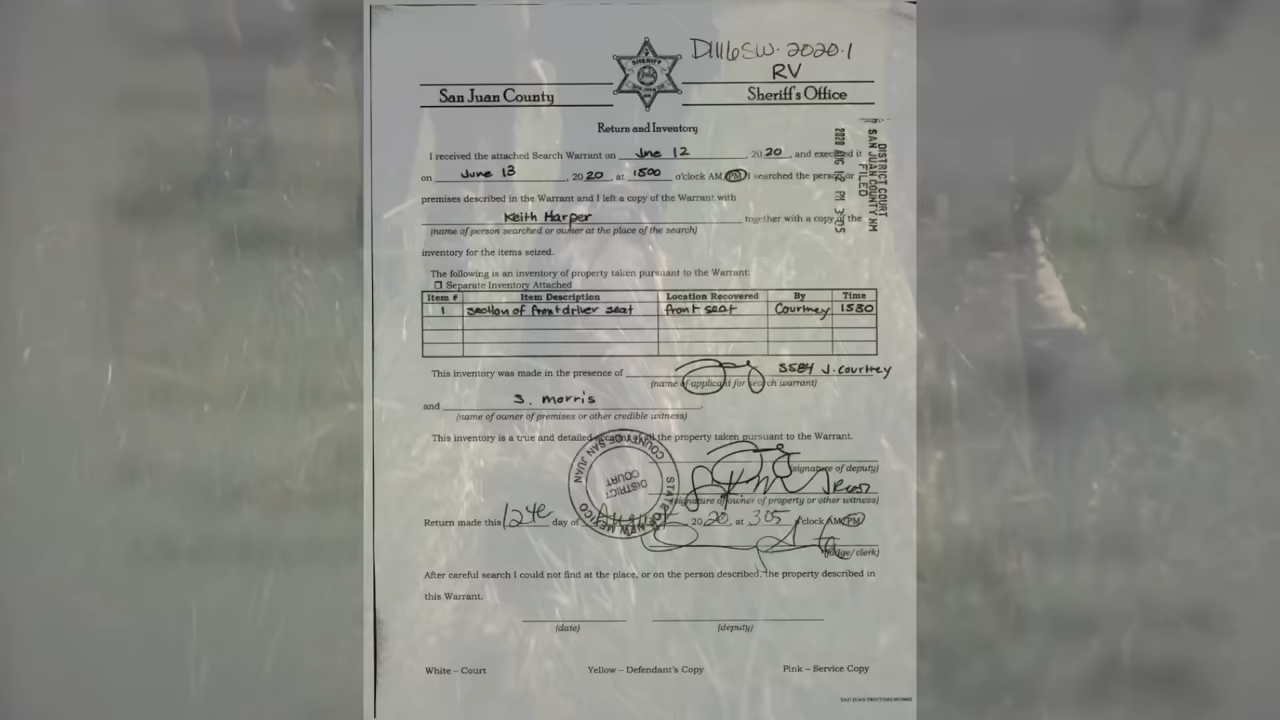 D1116SW·2020·1
RV
SHERIFF
San Juan County Sheriff's Office
Return and Inventory
I received the attached Search Warrant on Jne 12, 2020, and executed it
on June 13, 2020, at 1500 o'clock AM PM I searched the person or
premises described in the Warrant and I left a copy of the Warrant with
Keith Harper together with a copy of the
(name of person searched or owner at the place of the search)
inventory for the items seized.
The following is an inventory of property taken pursuant to the Warrant:
Separate Inventory Attached
Item # Item Description Location Recovered By Time
1 section of front driver seat front seat Courtney 1530
This inventory was made in the presence of 5584 J. Courtney
(name of applicant for search warrant)
and S. Morris
(name of owner of premises or other credible witness)
This inventory is a true and detailed account of all the property taken pursuant to the Warrant.
(signature of deputy)
(signature of owner of property or other witness)
Return made this 12th day of 2020, at 3:05 o'clock AM PM
(judge/clerk)
After careful search I could not find at the place, or on the person described, the property described in
this Warrant.
(date) (deputy)
White – Court Yellow – Defendant's Copy Pink – Service Copy
DISTRICT COURT
SAN JUAN COUNTY NM
FILED
2020 AUG 12 PM 3:05
STATE OF NEW MEXICO
COUNTY OF SAN JUAN
DISTRICT
COURT